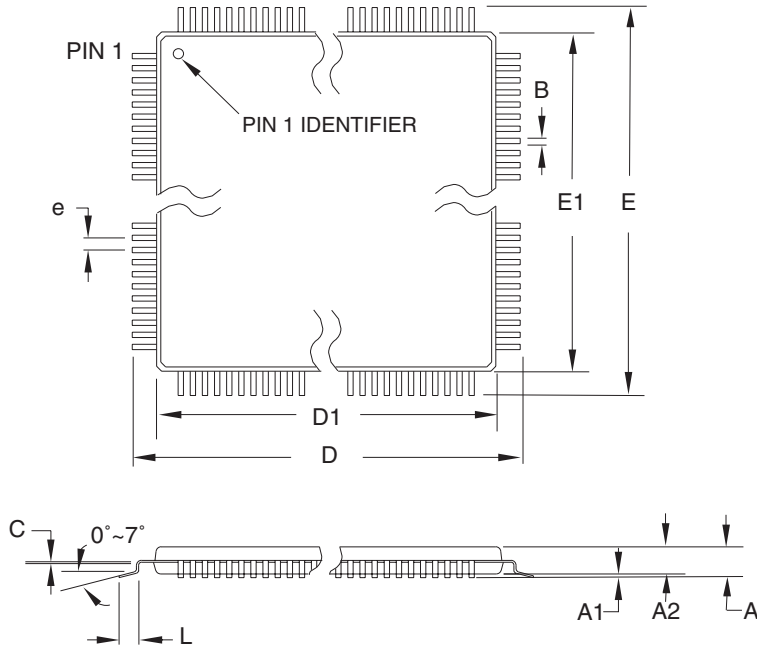 PIN 1
PIN 1 IDENTIFIER
B
e
E1
E
D1
D
C
0°~7°
L
A1
A2
A